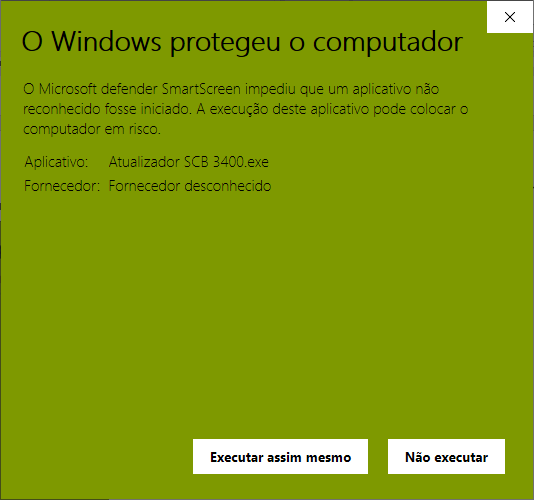 O Windows protegeu o computador
O Microsoft defender SmartScreen impediu que um aplicativo não
reconhecido fosse iniciado. A execução deste aplicativo pode colocar o
computador em risco.
Aplicativo: Atualizador SCB 3400.exe
Fornecedor: Fornecedor desconhecido
Executar assim mesmo Não executar